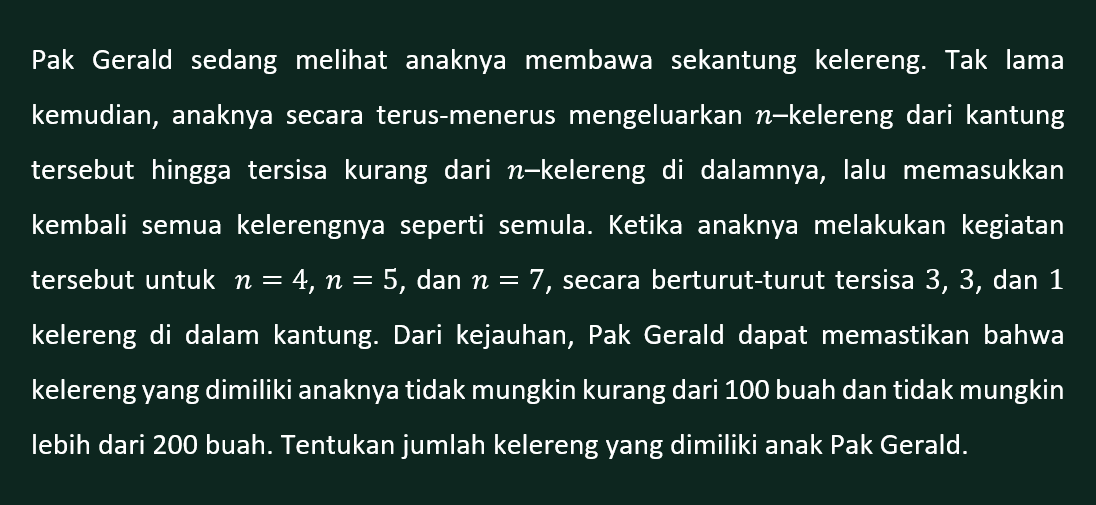 Pak Gerald sedang melihat anaknya membawa sekantung kelereng. Tak lama
kemudian, anaknya secara terus-menerus mengeluarkan n–kelereng dari kantung
tersebut hingga tersisa kurang dari n–kelereng di dalamnya, lalu memasukkan
kembali semua kelerengnya seperti semula. Ketika anaknya melakukan kegiatan
tersebut untuk n = 4, n = 5, dan n = 7, secara berturut-turut tersisa 3, 3, dan 1
kelereng di dalam kantung. Dari kejauhan, Pak Gerald dapat memastikan bahwa
kelereng yang dimiliki anaknya tidak mungkin kurang dari 100 buah dan tidak mungkin
lebih dari 200 buah. Tentukan jumlah kelereng yang dimiliki anak Pak Gerald.